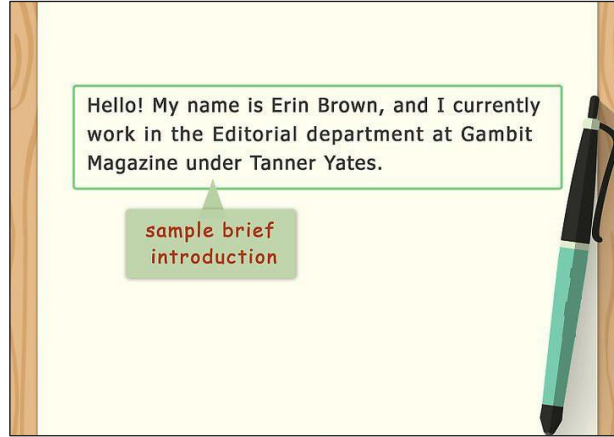 Hello! My name is Erin Brown, and I currently
work in the Editorial department at Gambit
Magazine under Tanner Yates.
sample brief
introduction